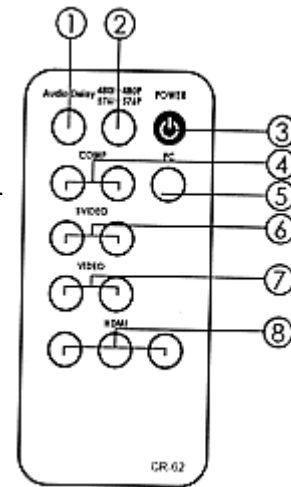 ① ②
Audio Delay 480I~480P POWER
576I~576P
③
COMP PC ④
⑤
S-VIDEO ⑥
VIDEO ⑦
HDMI ⑧
CR-62